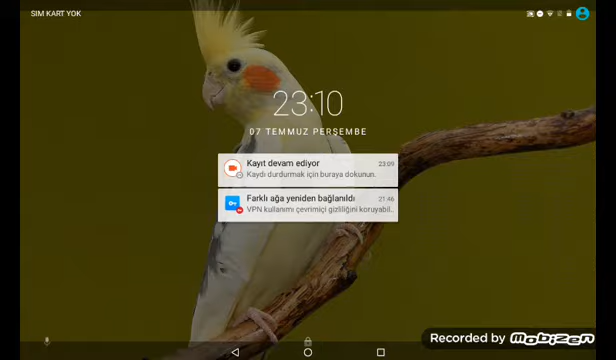 SIM KART YOK
23:10
07 TEMMUZ PERŞEMBE
Kayıt devam ediyor 23:09
Kaydı durdurmak için buraya dokunun.
Farklı ağa yeniden bağlanıldı 21:46
VPN kullanımı çevrimiçi gizliliğini koruyabil..
Recorded by Mobizen